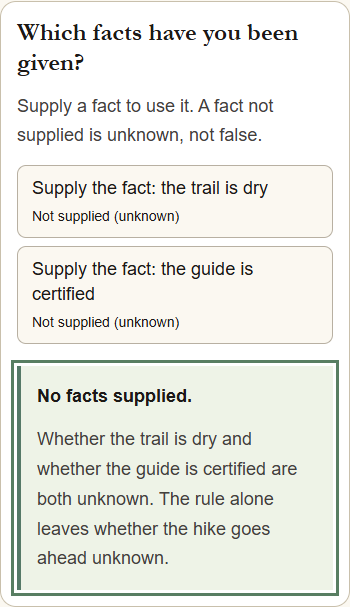 Which facts have you been
given?
Supply a fact to use it. A fact not
supplied is unknown, not false.
Supply the fact: the trail is dry
Not supplied (unknown)
Supply the fact: the guide is
certified
Not supplied (unknown)
No facts supplied.
Whether the trail is dry and
whether the guide is certified are
both unknown. The rule alone
leaves whether the hike goes
ahead unknown.